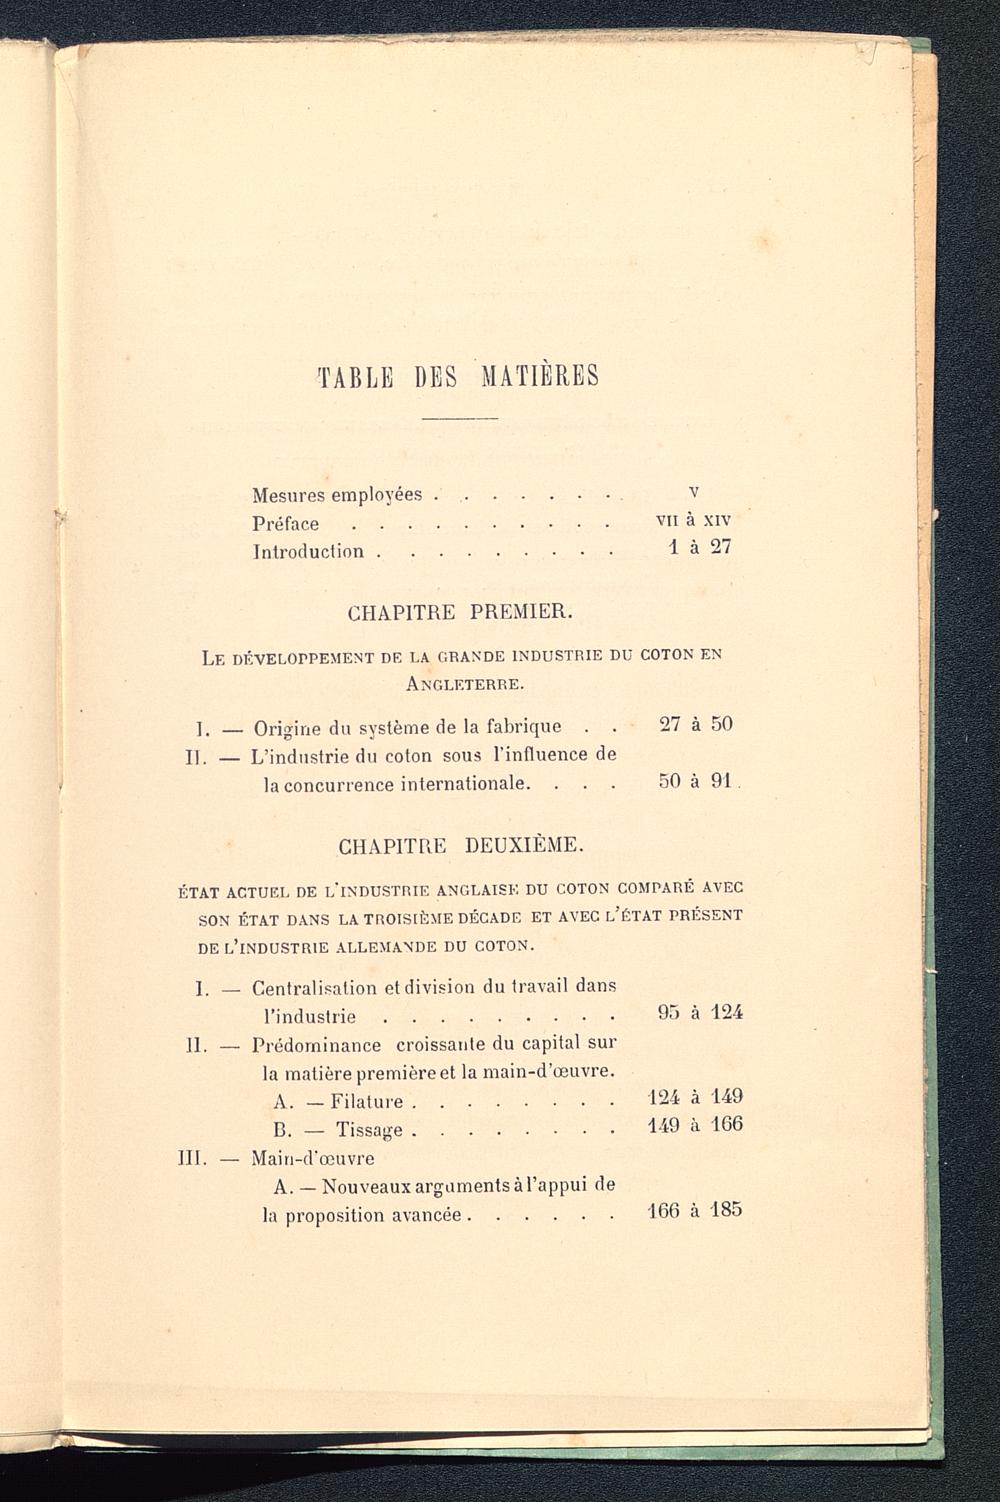 TABLE DES MATIÈRES
Mesures employées . . . . . . . . V
Préface . . . . . . . . . . VII à XIV
Introduction . . . . . . . . . 1 à 27
CHAPITRE PREMIER.
LE DÉVELOPPEMENT DE LA GRANDE INDUSTRIE DU COTON EN
ANGLETERRE.
I. — Origine du système de la fabrique . . 27 à 50
II. — L'industrie du coton sous l'influence de
la concurrence internationale. . . . 50 à 91.
CHAPITRE DEUXIÈME.
ÉTAT ACTUEL DE L'INDUSTRIE ANGLAISE DU COTON COMPARÉ AVEC
SON ÉTAT DANS LA TROISIÈME DÉCADE ET AVEC L'ÉTAT PRÉSENT
DE L'INDUSTRIE ALLEMANDE DU COTON.
I. — Centralisation et division du travail dans
l'industrie . . . . . . . . . 95 à 124
II. — Prédominance croissante du capital sur
la matière première et la main-d'œuvre.
A. — Filature . . . . . . . . 124 à 149
B. — Tissage . . . . . . . . 149 à 166
III. — Main-d'œuvre
A. — Nouveaux arguments à l'appui de
la proposition avancée . . . . . . 166 à 185